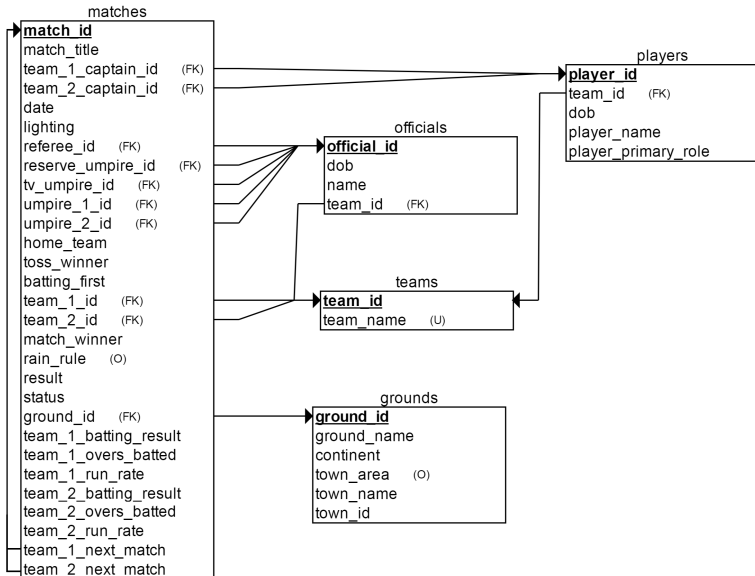 matches
match_id
match_title
team_1_captain_id (FK)
team_2_captain_id (FK)
date
lighting
referee_id (FK)
reserve_umpire_id (FK)
tv_umpire_id (FK)
umpire_1_id (FK)
umpire_2_id (FK)
home_team
toss_winner
batting_first
team_1_id (FK)
team_2_id (FK)
match_winner
rain_rule (O)
result
status
ground_id (FK)
team_1_batting_result
team_1_overs_batted
team_1_run_rate
team_2_batting_result
team_2_overs_batted
team_2_run_rate
team_1_next_match
team_2_next_match
officials
official_id
dob
name
team_id (FK)
teams
team_id
team_name (U)
grounds
ground_id
ground_name
continent
town_area (O)
town_name
town_id
players
player_id
team_id (FK)
dob
player_name
player_primary_role